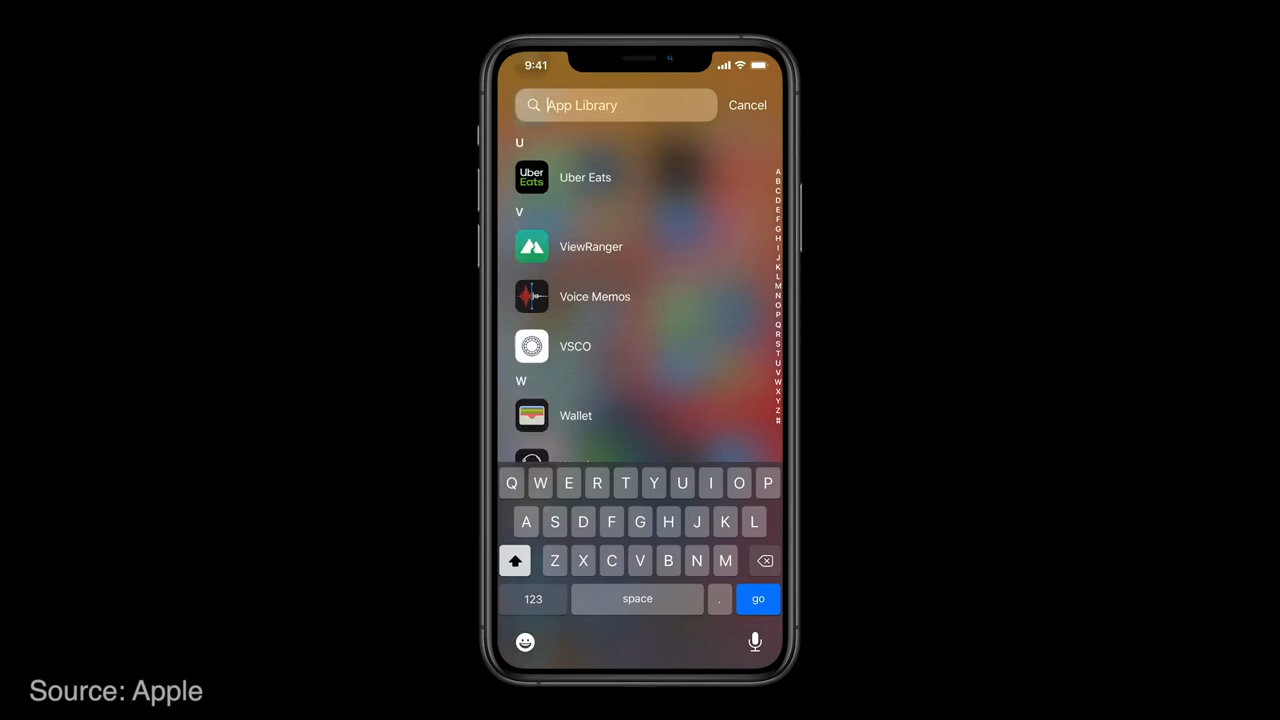 9:41
App Library
Cancel
U
Uber Eats
Uber Eats
V
ViewRanger
Voice Memos
VSCO
W
Wallet
A
B
C
D
E
F
G
H
I
J
K
L
M
N
O
P
Q
R
S
T
U
V
W
X
Y
Z
#
Q W E R T Y U I O P
A S D F G H J K L
Z X C V B N M
123 space . go
Source: Apple